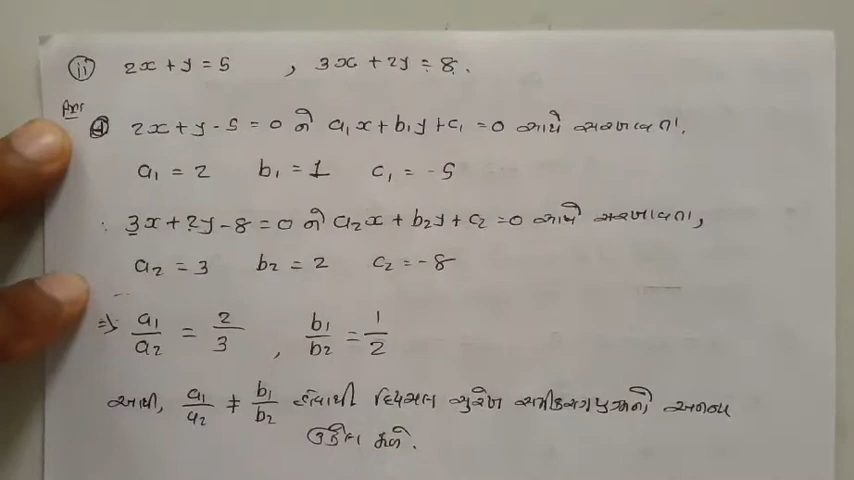 (ii) 2x + y = 5 , 3x + 2y = 8.
Ans
2x + y - 5 = 0 ને a₁x + b₁y + c₁ = 0 સાથે સરખાવતા,
a₁ = 2 b₁ = 1 c₁ = -5
∴ 3x + 2y - 8 = 0 ને a₂x + b₂y + c₂ = 0 સાથે સરખાવતા,
a₂ = 3 b₂ = 2 c₂ = -8
⇒ a₁/a₂ = 2/3 , b₁/b₂ = 1/2
આથી, a₁/a₂ ≠ b₁/b₂ હોવાથી દ્વિચલ સુરેખ સમીકરણયુગ્મનો અનન્ય
ઉકેલ મળે.